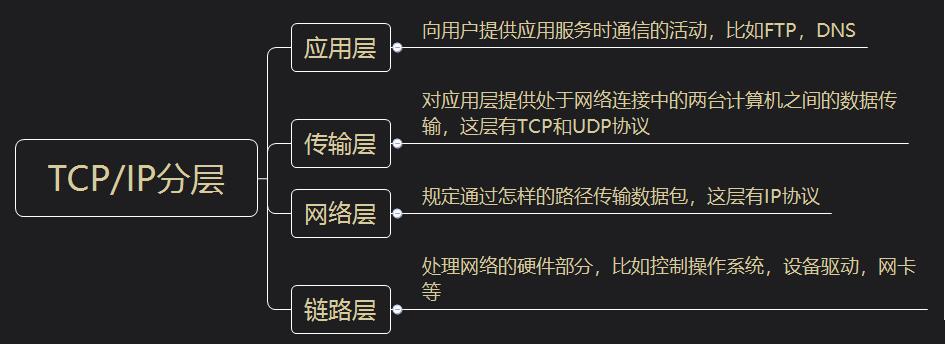 TCP/IP分层
应用层
向用户提供应用服务时通信的活动，比如FTP，DNS
传输层
对应用层提供处于网络连接中的两台计算机之间的数据传
输，这层有TCP和UDP协议
网络层
规定通过怎样的路径传输数据包，这层有IP协议
链路层
处理网络的硬件部分，比如控制操作系统，设备驱动，网卡
等